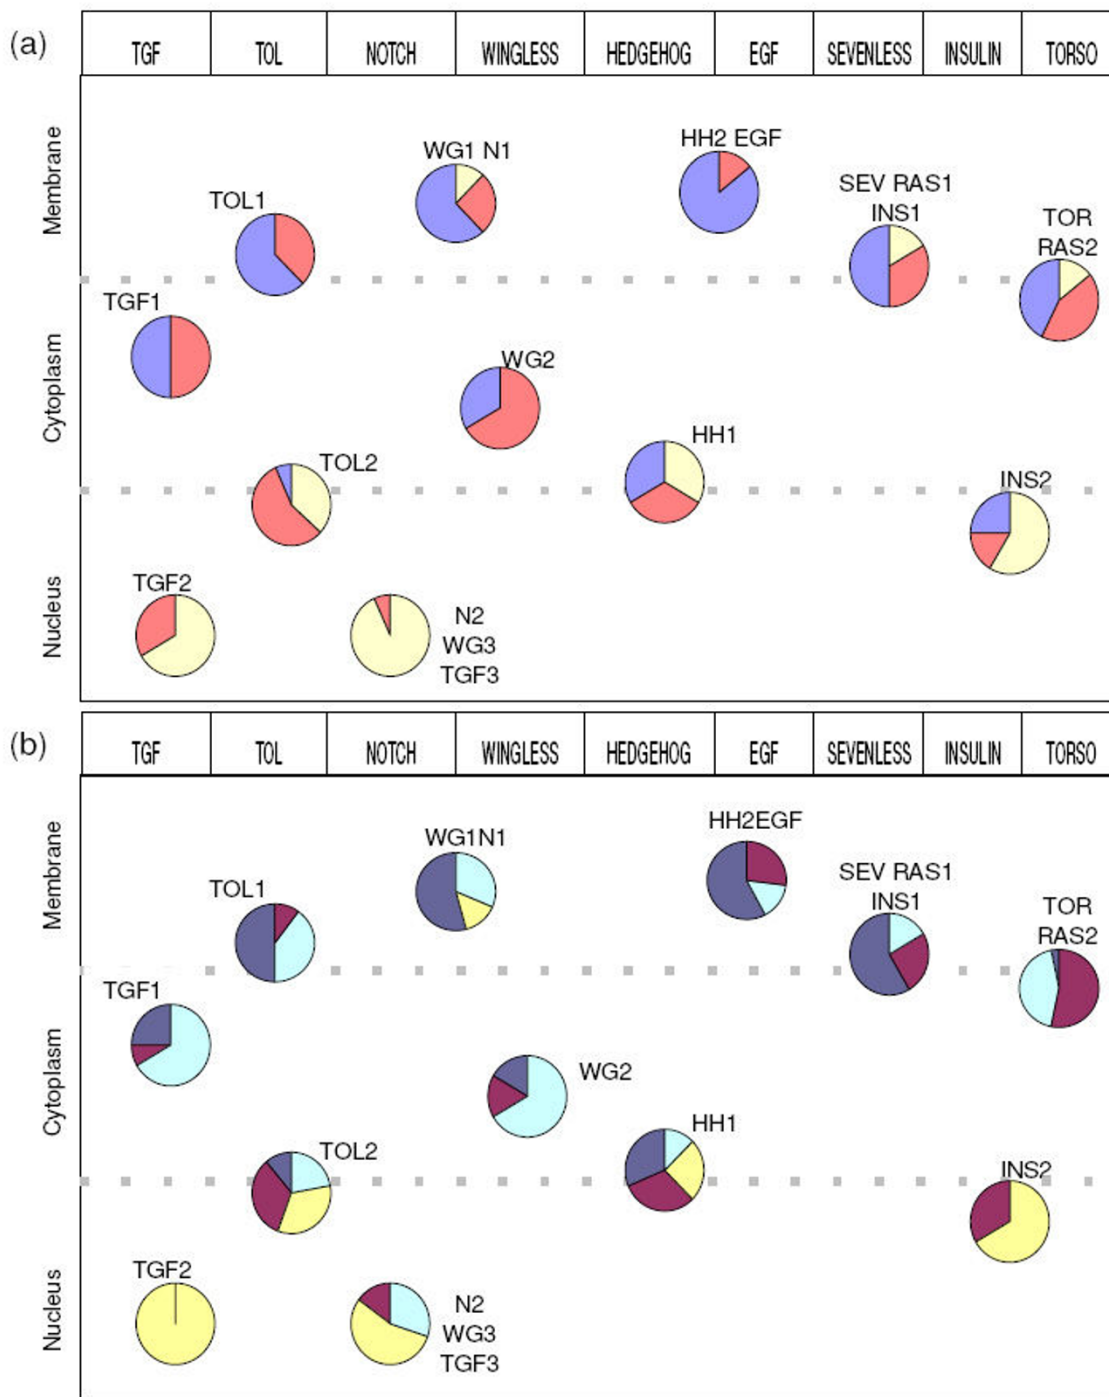 (a)
TGF TOL NOTCH WINGLESS HEDGEHOG EGF SEVENLESS INSULIN TORSO
Membrane
WG1 N1
HH2 EGF
TOL1
SEV RAS1
INS1
TOR
RAS2
Cytoplasm
TGF1
WG2
HH1
TOL2
INS2
Nucleus
TGF2
N2
WG3
TGF3
(b)
TGF TOL NOTCH WINGLESS HEDGEHOG EGF SEVENLESS INSULIN TORSO
Membrane
WG1N1
HH2EGF
TOL1
SEV RAS1
INS1
TOR
RAS2
Cytoplasm
TGF1
WG2
HH1
TOL2
INS2
Nucleus
TGF2
N2
WG3
TGF3